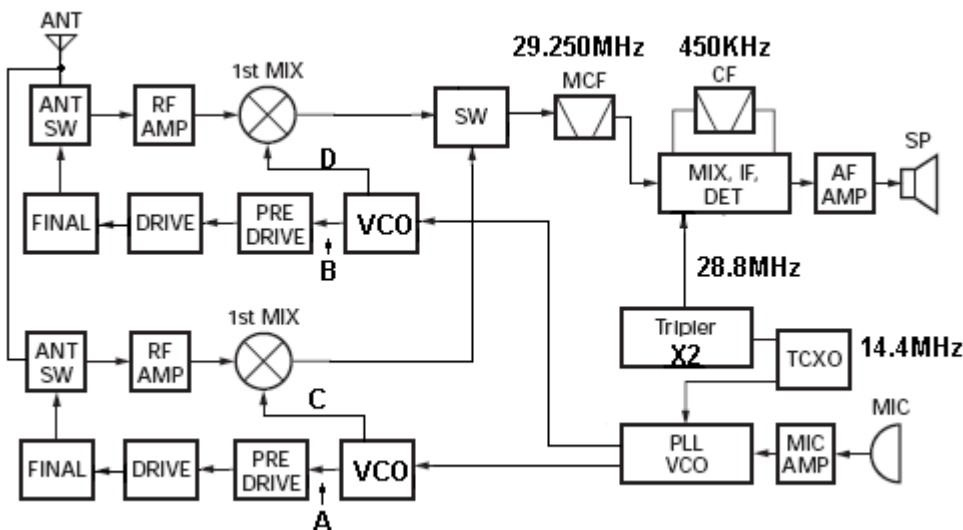 ANT
29.250MHz
450KHz
1st MIX
MCF
CF
ANT
SW
RF
AMP
SW
SP
D
MIX, IF,
DET
AF
AMP
FINAL
DRIVE
PRE
DRIVE
VCO
B
28.8MHz
1st MIX
Tripler
X2
14.4MHz
ANT
SW
RF
AMP
TCXO
C
MIC
FINAL
DRIVE
PRE
DRIVE
VCO
PLL
VCO
MIC
AMP
A